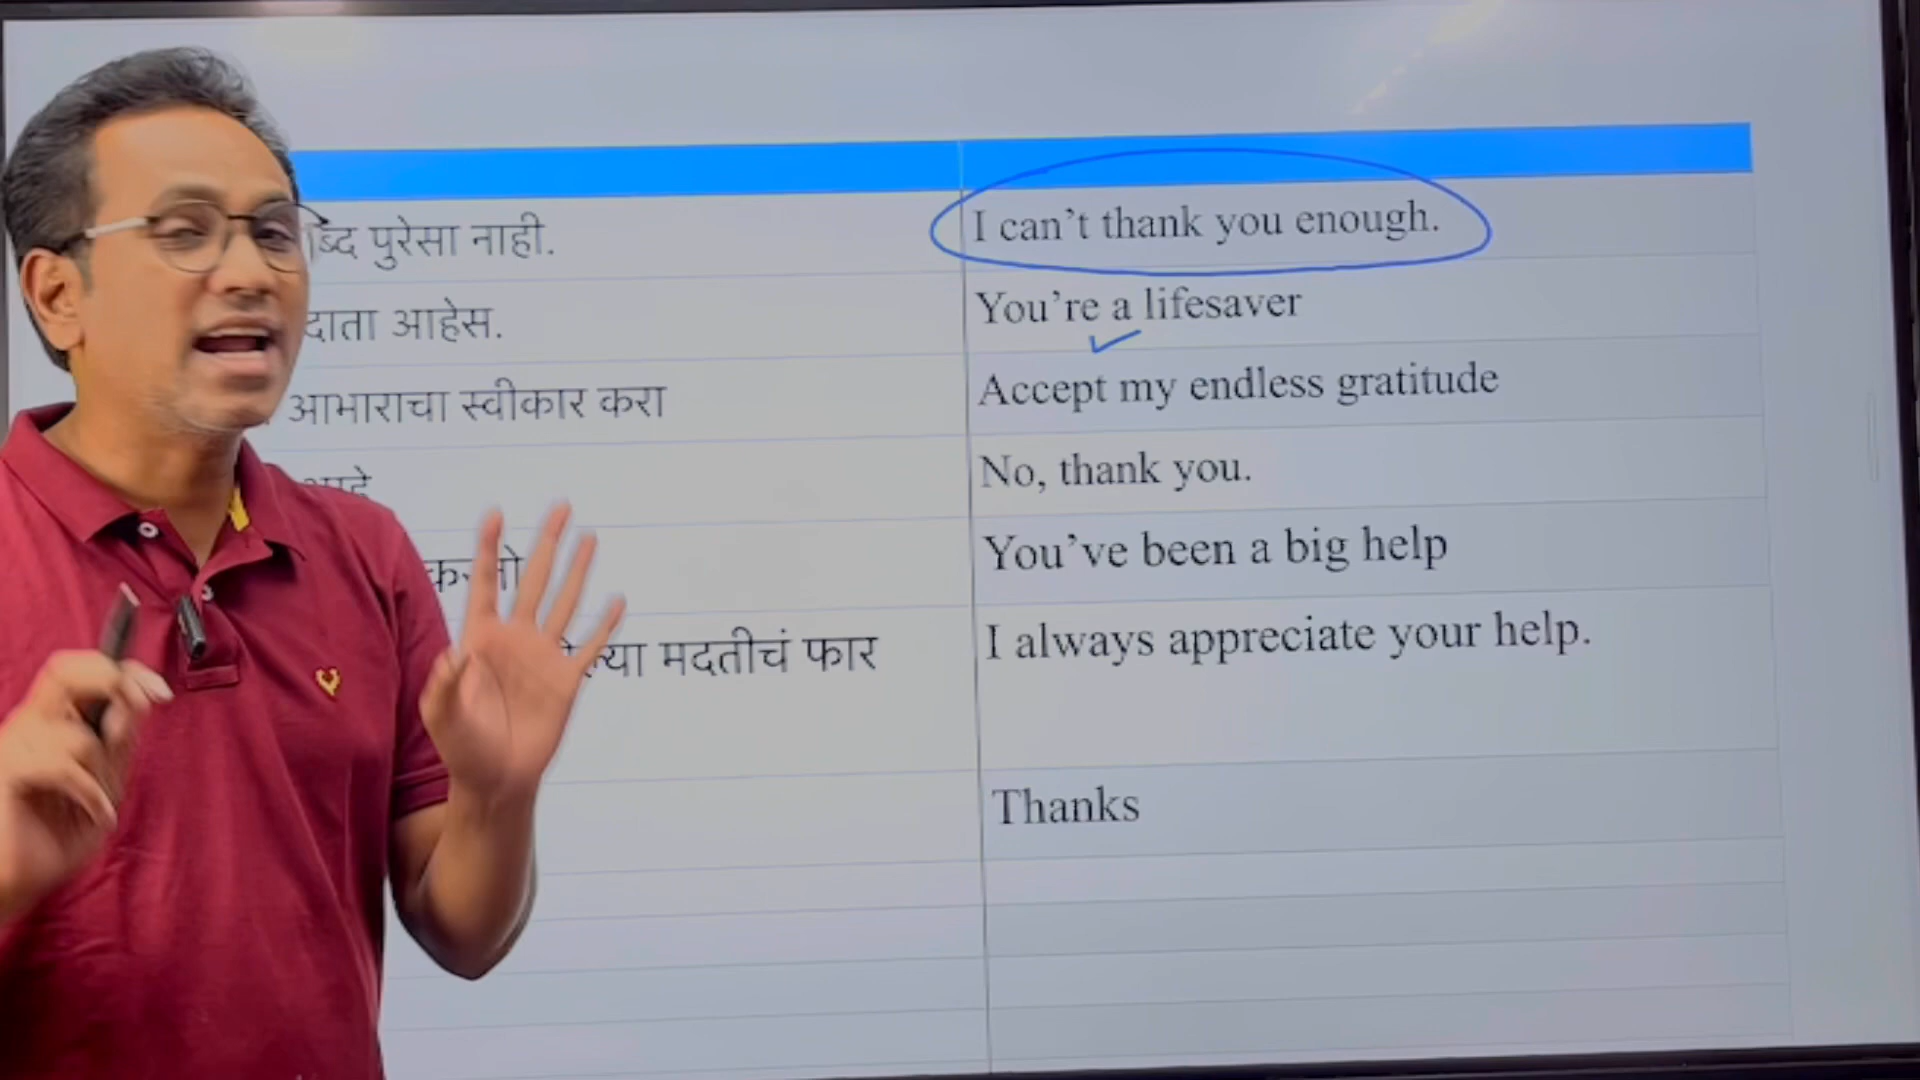 पुरेसा नाही.
I can't thank you enough.
आहेस.
You're a lifesaver
आभाराचा स्वीकार करा
Accept my endless gratitude
No, thank you.
You've been a big help
मदतीचं फार
I always appreciate your help.
Thanks